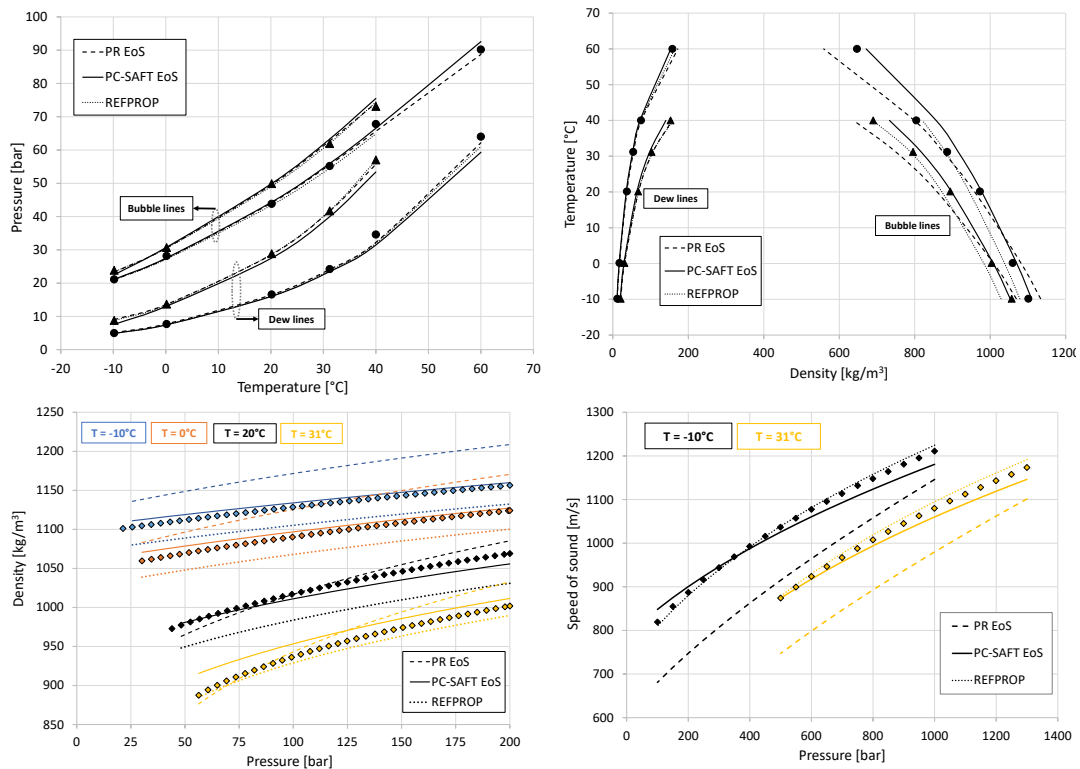 100
90
80
70
60
50
40
30
20
10
0
-20 -10 0 10 20 30 40 50 60 70
Pressure [bar]
Temperature [°C]
PR EoS
PC-SAFT EoS
REFPROP
Bubble lines
Dew lines
70
60
50
40
30
20
10
0
-10
-20
0 200 400 600 800 1000 1200
Temperature [°C]
Density [kg/m³]
Dew lines
Bubble lines
PR EoS
PC-SAFT EoS
REFPROP
1250
1200
1150
1100
1050
1000
950
900
850
0 25 50 75 100 125 150 175 200
Density [kg/m³]
Pressure [bar]
T = -10°C T = 0°C T = 20°C T = 31°C
PR EoS
PC-SAFT EoS
REFPROP
1300
1200
1100
1000
900
800
700
600
0 200 400 600 800 1000 1200 1400
Speed of sound [m/s)
Pressure [bar]
T = -10°C T = 31°C
PR EoS
PC-SAFT EoS
REFPROP